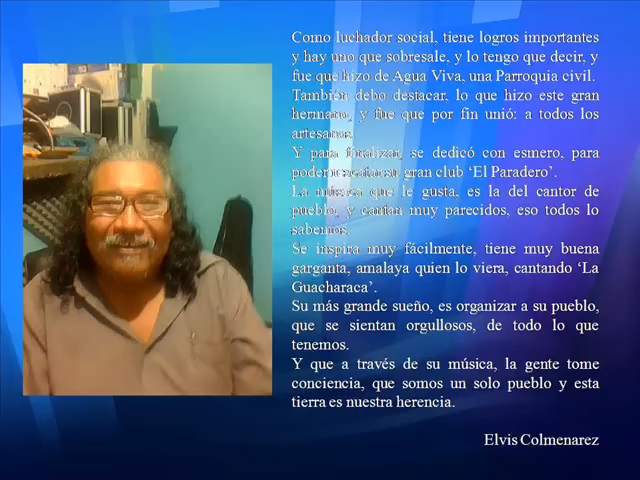 Como luchador social, tiene logros importantes
y hay uno que sobresale, y lo tengo que decir, y
fue que hizo de Agua Viva, una Parroquia civil.
También debo destacar, lo que hizo este gran
hermano, y fue que por fin unió: a todos los
artesanos.
Y para finalizar, se dedicó con esmero, para
poder rescatar su gran club ‘El Paradero’.
La música que le gusta, es la del cantor de
pueblo, y cantan muy parecidos, eso todos lo
sabemos.
Se inspira muy fácilmente, tiene muy buena
garganta, amalaya quien lo viera, cantando ‘La
Guacharaca’.
Su más grande sueño, es organizar a su pueblo,
que se sientan orgullosos, de todo lo que
tenemos.
Y que a través de su música, la gente tome
conciencia, que somos un solo pueblo y esta
tierra es nuestra herencia.
Elvis Colmenarez